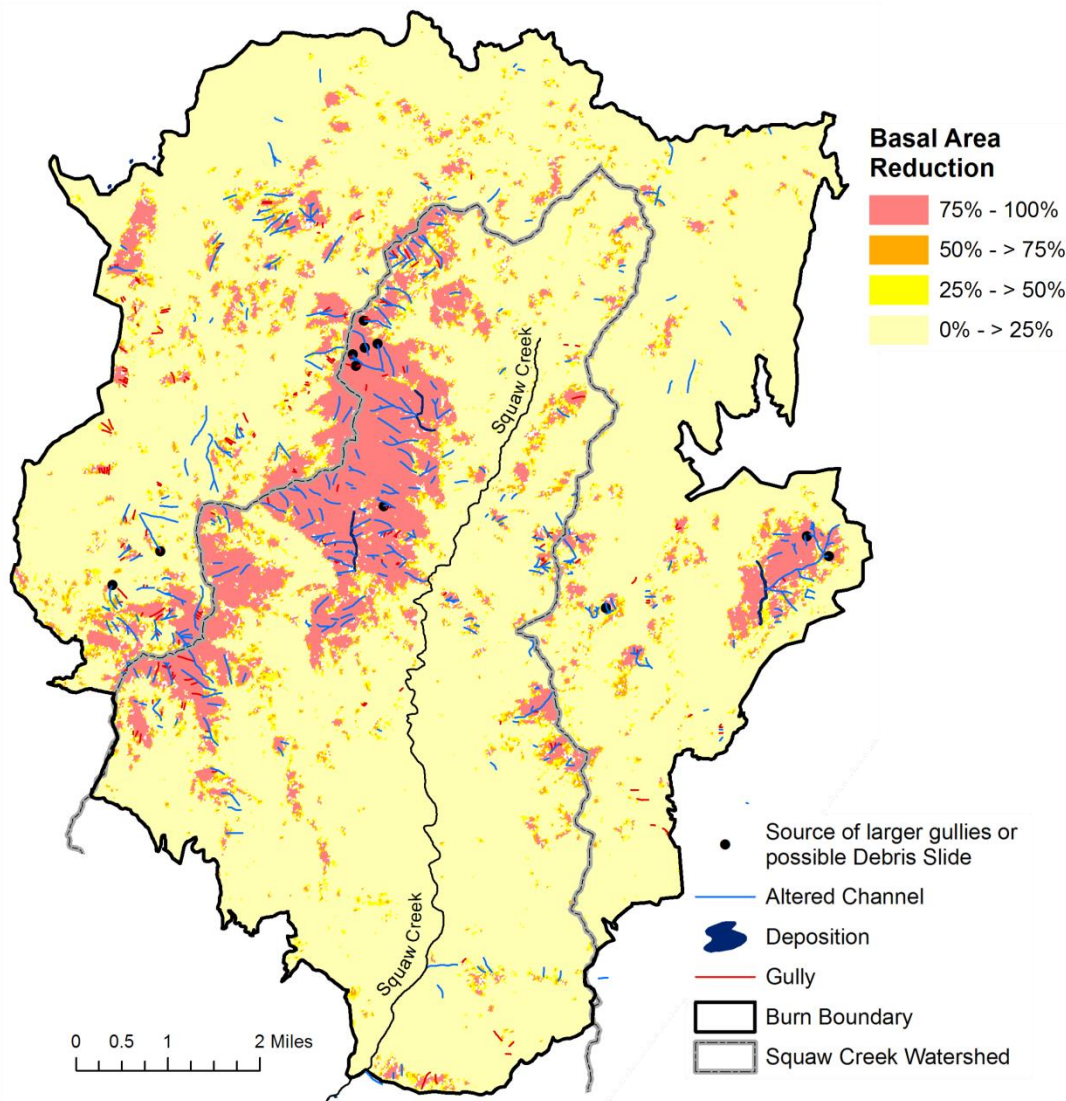 Basal Area
Reduction
75% - 100%
50% - > 75%
25% - > 50%
0% - > 25%
Squaw Creek
Squaw Creek
Source of larger gullies or
possible Debris Slide
Altered Channel
Deposition
Gully
Burn Boundary
Squaw Creek Watershed
0 0.5 1 2 Miles